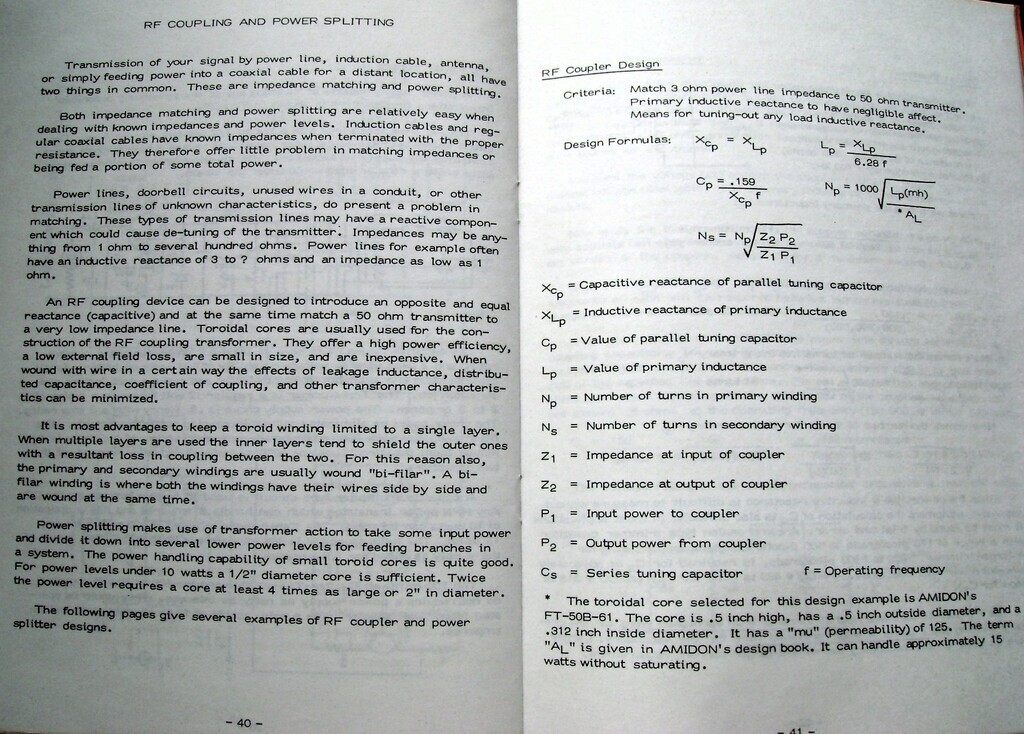 RF COUPLING AND POWER SPLITTING
Transmission of your signal by power line, induction cable, antenna,
or simply feeding power into a coaxial cable for a distant location, all have
two things in common. These are impedance matching and power splitting.
Both impedance matching and power splitting are relatively easy when
dealing with known impedances and power levels. Induction cables and reg-
ular coaxial cables have known impedances when terminated with the proper
resistance. They therefore offer little problem in matching impedances or
being fed a portion of some total power.
Power lines, doorbell circuits, unused wires in a conduit, or other
transmission lines of unknown characteristics, do present a problem in
matching. These types of transmission lines may have a reactive compon-
ent which could cause de-tuning of the transmitter. Impedances may be any-
thing from 1 ohm to several hundred ohms. Power lines for example often
have an inductive reactance of 3 to ? ohms and an impedance as low as 1
ohm.
An RF coupling device can be designed to introduce an opposite and equal
reactance (capacitive) and at the same time match a 50 ohm transmitter to
a very low impedance line. Toroidal cores are usually used for the con-
struction of the RF coupling transformer. They offer a high power efficiency,
a low external field loss, are small in size, and are inexpensive. When
wound with wire in a certain way the effects of leakage inductance, distribu-
ted capacitance, coefficient of coupling, and other transformer characteris-
tics can be minimized.
It is most advantages to keep a toroid winding limited to a single layer.
When multiple layers are used the inner layers tend to shield the outer ones
with a resultant loss in coupling between the two. For this reason also,
the primary and secondary windings are usually wound "bi-filar". A bi-
filar winding is where both the windings have their wires side by side and
are wound at the same time.
Power splitting makes use of transformer action to take some input power
and divide it down into several lower power levels for feeding branches in
a system. The power handling capability of small toroid cores is quite good.
For power levels under 10 watts a 1/2" diameter core is sufficient. Twice
the power level requires a core at least 4 times as large or 2" in diameter.
The following pages give several examples of RF coupler and power
splitter designs.
- 40 -
RF Coupler Design
Criteria: Match 3 ohm power line impedance to 50 ohm transmitter.
Primary inductive reactance to have negligible affect.
Means for tuning-out any load inductive reactance.
Design Formulas: Xcp = XLp Lp = XLp / 6.28 f
Cp = .159 / Xcp f Np = 1000 √ Lp(mh) / * AL
Ns = Np √ Z2 P2 / Z1 P1
Xcp = Capacitive reactance of parallel tuning capacitor
XLp = Inductive reactance of primary inductance
Cp = Value of parallel tuning capacitor
Lp = Value of primary inductance
Np = Number of turns in primary winding
Ns = Number of turns in secondary winding
Z1 = Impedance at input of coupler
Z2 = Impedance at output of coupler
P1 = Input power to coupler
P2 = Output power from coupler
Cs = Series tuning capacitor f = Operating frequency
* The toroidal core selected for this design example is AMIDON's
FT-50B-61. The core is .5 inch high, has a .5 inch outside diameter, and a
.312 inch inside diameter. It has a "mu" (permeability) of 125. The term
"AL" is given in AMIDON's design book. It can handle approximately 15
watts without saturating.
- 41 -